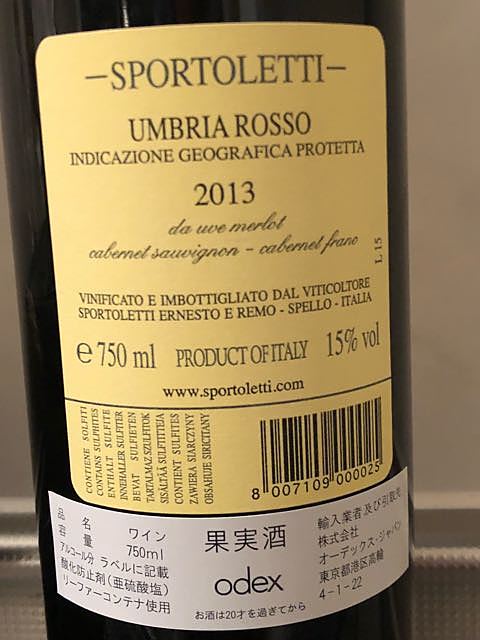 –SPORTOLETTI–
UMBRIA ROSSO
INDICAZIONE GEOGRAFICA PROTETTA
2013
da uve merlot
cabernet sauvignon - cabernet franc
L 15
VINIFICATO E IMBOTTIGLIATO DAL VITICOLTORE
SPORTOLETTI ERNESTO E REMO - SPELLO - ITALIA
℮ 750 ml PRODUCT OF ITALY 15% vol
www.sportoletti.com
CONTIENE SOLFITI
CONTAINS SULPHITES
ENTHÄLT SULFITE
INNEHÅLLER SULFITER
BEVAT SULFIETEN
TARTALMAZ SZULFITOK
SISÄLTÄÄ SULFIITTEJA
CONTIENT SULFITES
ZAWIERA SIARCZYNY
OBSAHUJE SIRICITANY
8 007109 000025
品名 ワイン
容量 750ml
アルコール分 ラベルに記載
酸化防止剤(亜硫酸塩)
リーファーコンテナ使用
果実酒
odex
お酒は20才を過ぎてから
輸入業者及び引取先
株式会社
オーデックス・ジャパン
東京都港区高輪
4-1-22